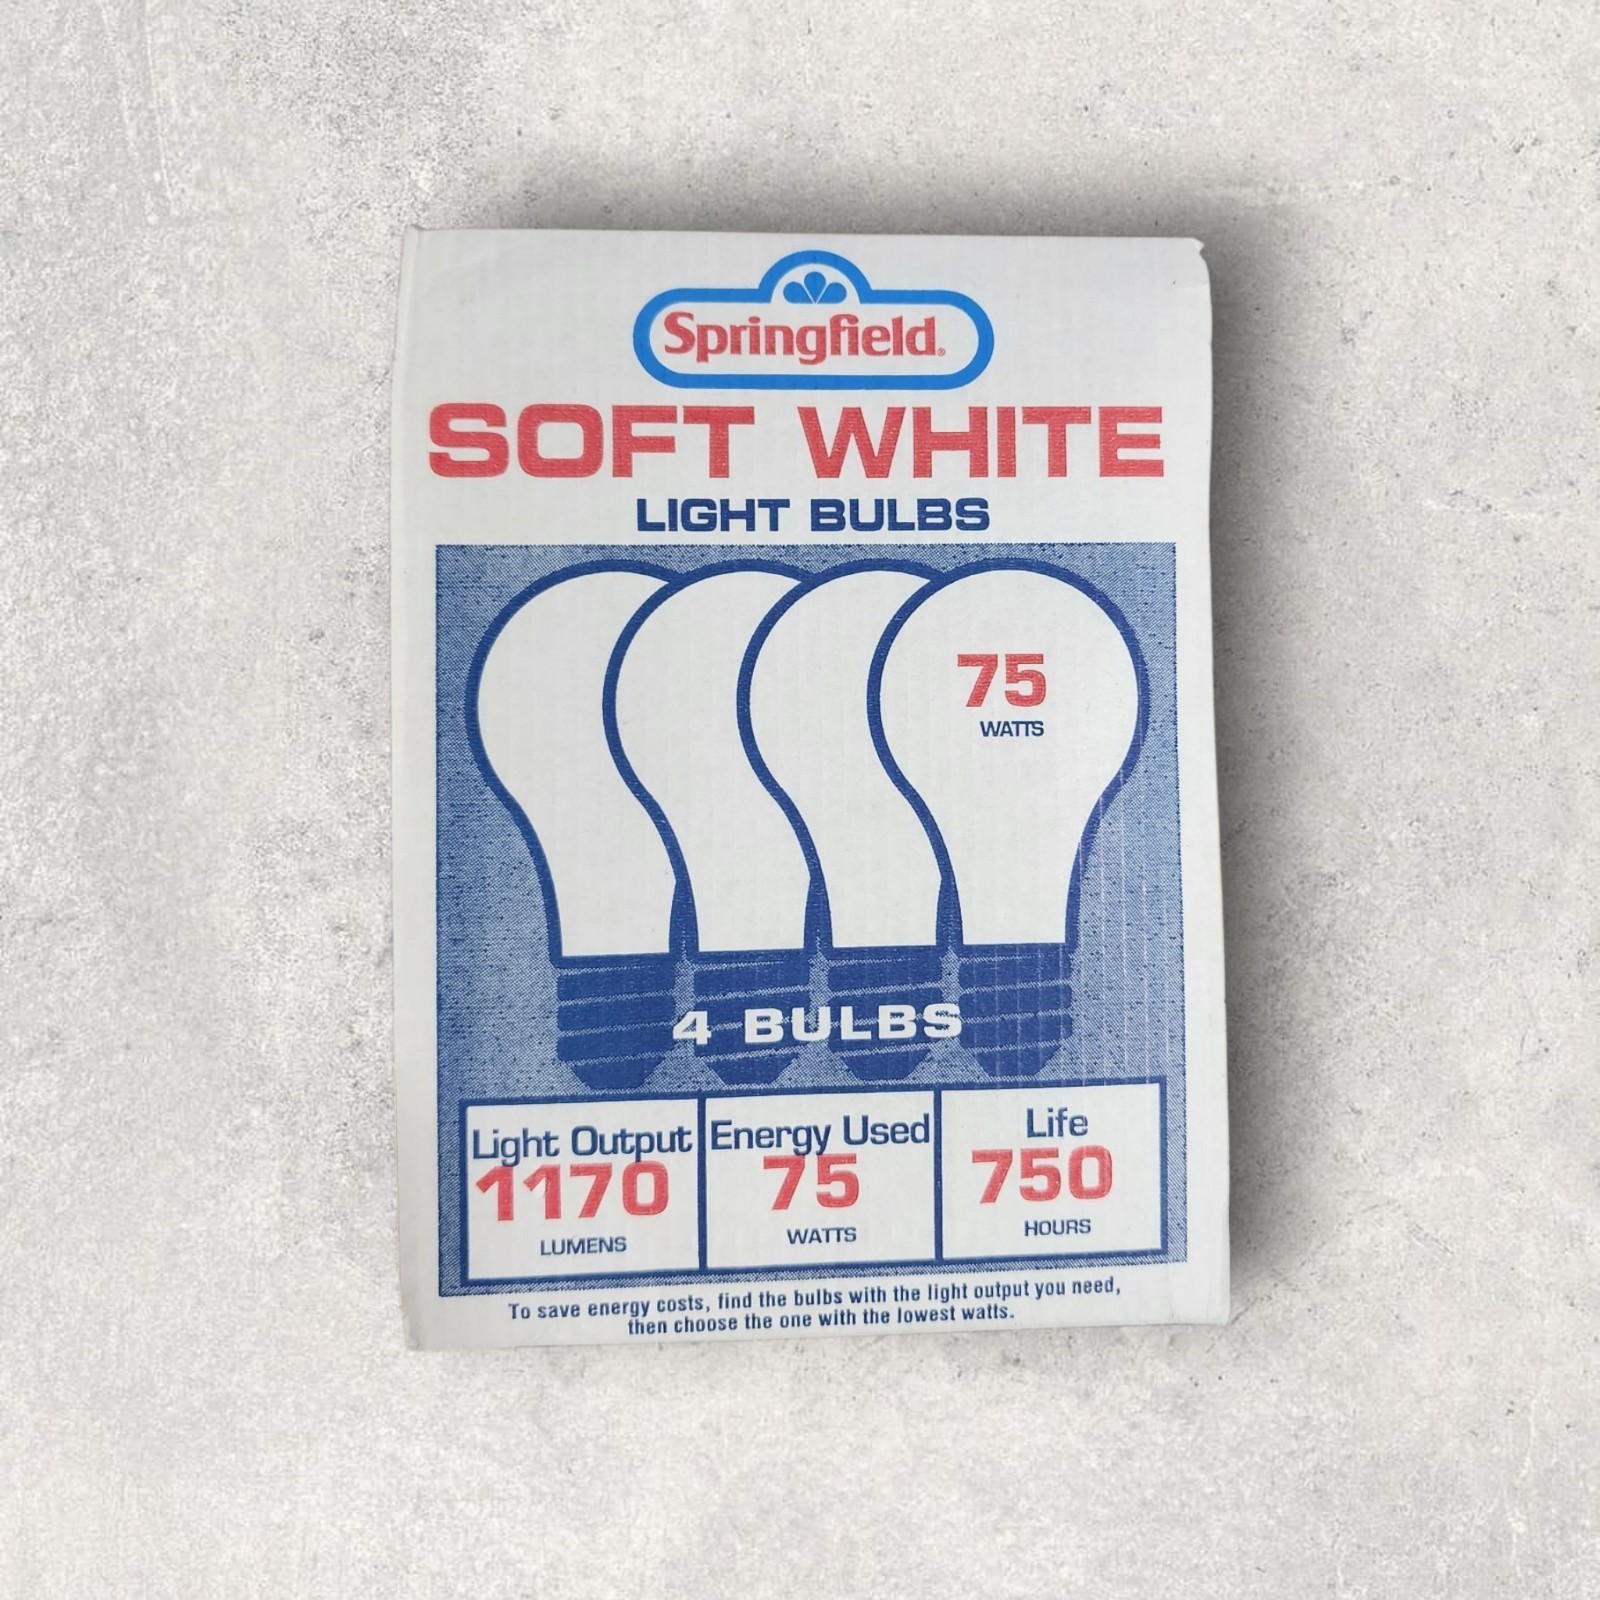 Springfield®
SOFT WHITE
LIGHT BULBS
75
WATTS
4 BULBS
Light Output
1170
LUMENS
Energy Used
75
WATTS
Life
750
HOURS
To save energy costs, find the bulbs with the light output you need,
then choose the one with the lowest watts.